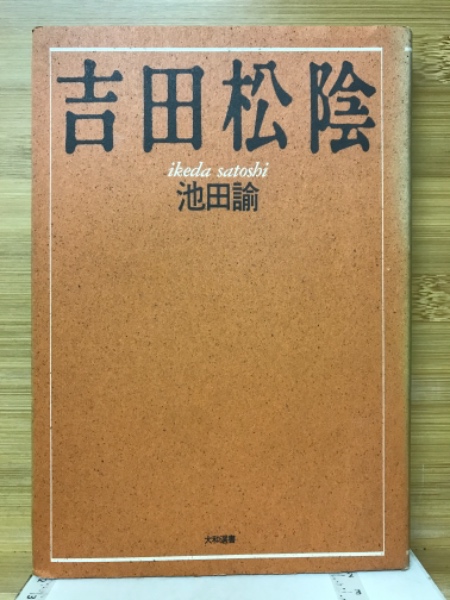 吉田松陰
ikeda satoshi
池田諭
大和選書